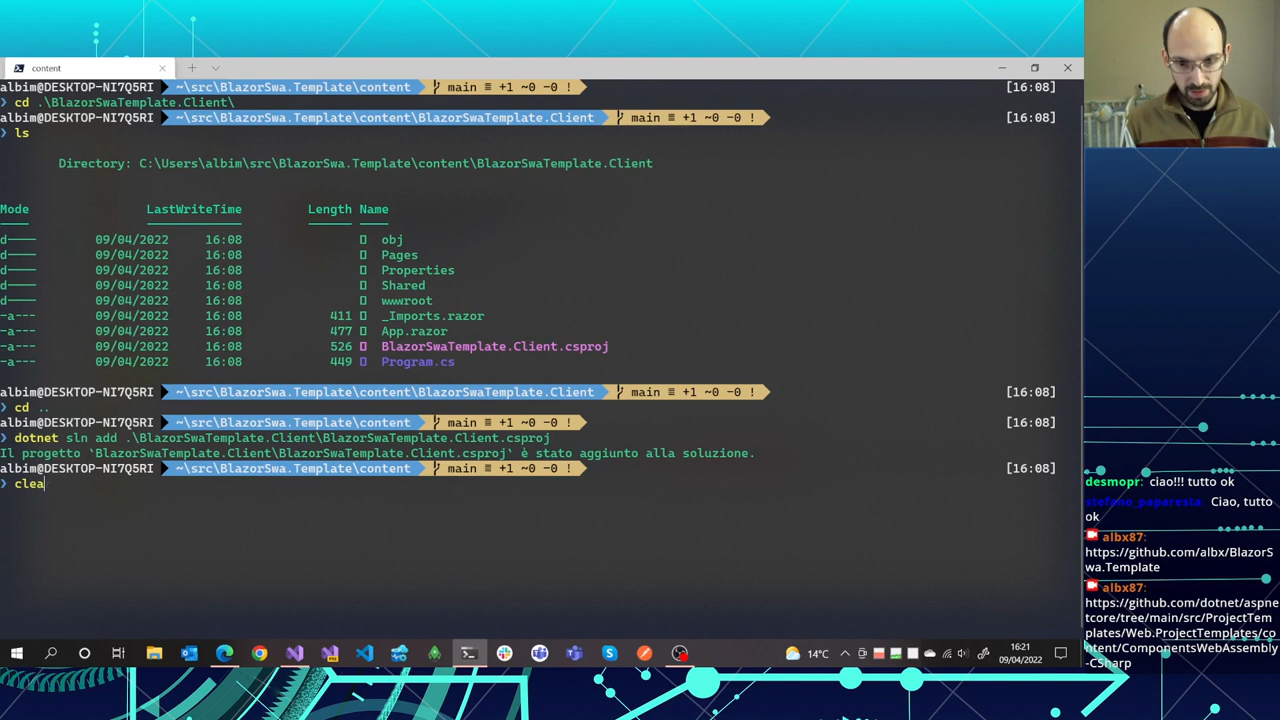 content
albim@DESKTOP-NI7Q5RI ~\src\BlazorSwa.Template\content main ≡ +1 ~0 -0 ! [16:08]
❯ cd .\BlazorSwaTemplate.Client\
albim@DESKTOP-NI7Q5RI ~\src\BlazorSwa.Template\content\BlazorSwaTemplate.Client main ≡ +1 ~0 -0 ! [16:08]
❯ ls
Directory: C:\Users\albim\src\BlazorSwa.Template\content\BlazorSwaTemplate.Client
Mode LastWriteTime Length Name
d---- 09/04/2022 16:08 obj
d---- 09/04/2022 16:08 Pages
d---- 09/04/2022 16:08 Properties
d---- 09/04/2022 16:08 Shared
d---- 09/04/2022 16:08 wwwroot
-a--- 09/04/2022 16:08 411 _Imports.razor
-a--- 09/04/2022 16:08 477 App.razor
-a--- 09/04/2022 16:08 526 BlazorSwaTemplate.Client.csproj
-a--- 09/04/2022 16:08 449 Program.cs
albim@DESKTOP-NI7Q5RI ~\src\BlazorSwa.Template\content\BlazorSwaTemplate.Client main ≡ +1 ~0 -0 ! [16:08]
❯ cd ..
albim@DESKTOP-NI7Q5RI ~\src\BlazorSwa.Template\content main ≡ +1 ~0 -0 ! [16:08]
❯ dotnet sln add .\BlazorSwaTemplate.Client\BlazorSwaTemplate.Client.csproj
Il progetto `BlazorSwaTemplate.Client\BlazorSwaTemplate.Client.csproj` è stato aggiunto alla soluzione.
albim@DESKTOP-NI7Q5RI ~\src\BlazorSwa.Template\content main ≡ +1 ~0 -0 ! [16:08]
❯ clea
desmopr: ciao!!! tutto ok
stefano_paparesta: Ciao, tutto
ok
albx87:
https://github.com/albx/BlazorS
wa.Template
albx87:
https://github.com/dotnet/aspne
tcore/tree/main/src/ProjectTem
plates/Web.ProjectTemplates/co
ntent/ComponentsWebAssembly
-CSharp
14°C
16:21
09/04/2022